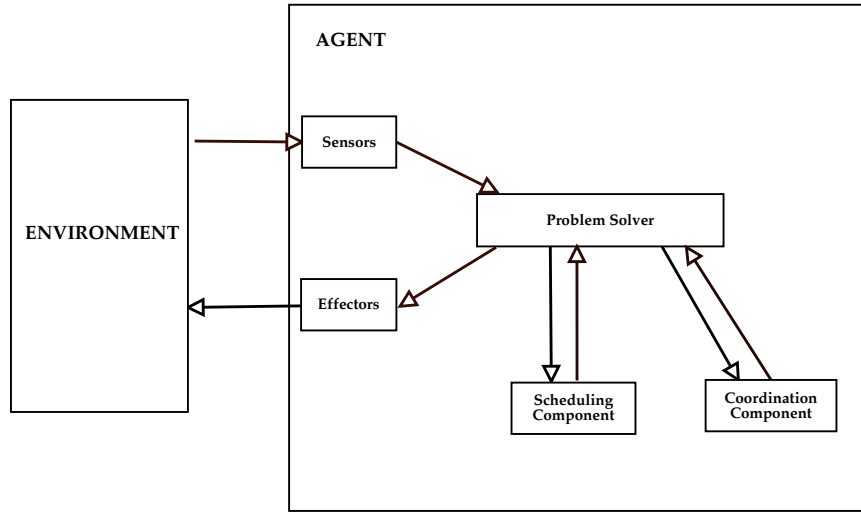 AGENT
Sensors
ENVIRONMENT
Problem Solver
Effectors
Scheduling
Component
Coordination
Component